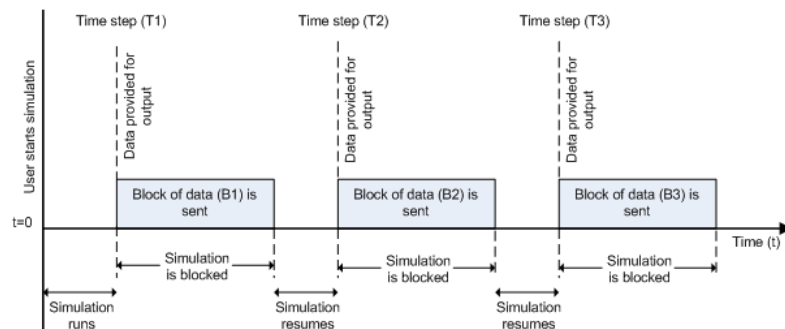 Time step (T1)
Time step (T2)
Time step (T3)
User starts simulation
Data provided for
output
Data provided for
output
Data provided for
output
Block of data (B1) is
sent
Block of data (B2) is
sent
Block of data (B3) is
sent
t=0
Time (t)
Simulation
is blocked
Simulation
is blocked
Simulation
is blocked
Simulation
runs
Simulation
resumes
Simulation
resumes